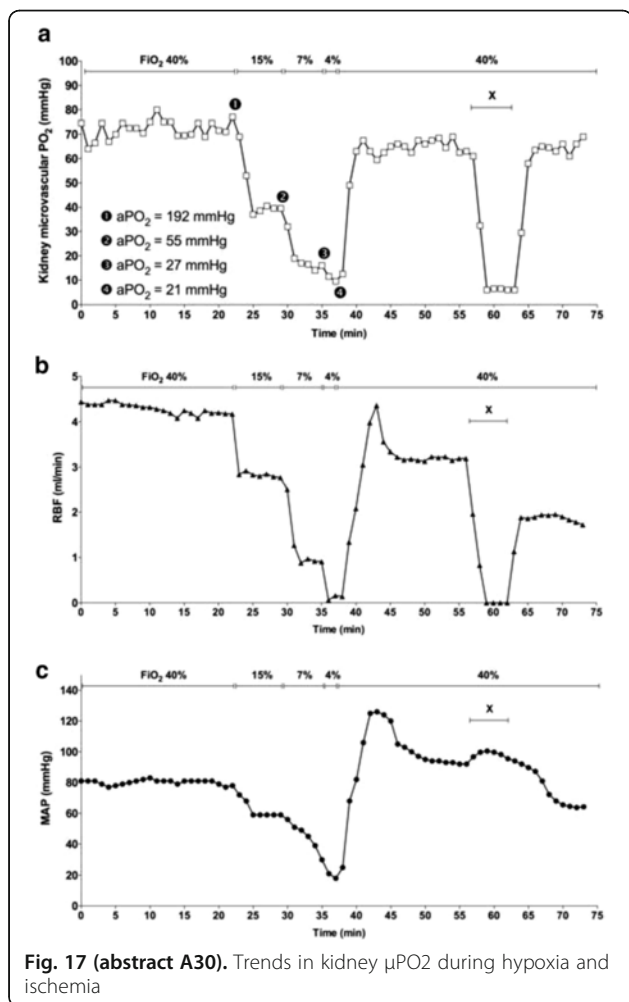 a
FiO2 40% 15% 7% 4% 40%
Kidney microvascular PO2 (mmHg)
100
90
80
70
60
50
40
30
20
10
0
X
1
2
3
4
❶ aPO2 = 192 mmHg
❷ aPO2 = 55 mmHg
❸ aPO2 = 27 mmHg
❹ aPO2 = 21 mmHg
0 5 10 15 20 25 30 35 40 45 50 55 60 65 70 75
Time (min)
b
FiO2 40% 15% 7% 4% 40%
RBF (ml/min)
5
4
3
2
1
0
X
0 5 10 15 20 25 30 35 40 45 50 55 60 65 70 75
Time (min)
c
FiO2 40% 15% 7% 4% 40%
MAP (mmHg)
140
120
100
80
60
40
20
0
X
0 5 10 15 20 25 30 35 40 45 50 55 60 65 70 75
Time (min)
Fig. 17 (abstract A30). Trends in kidney µPO2 during hypoxia and
ischemia